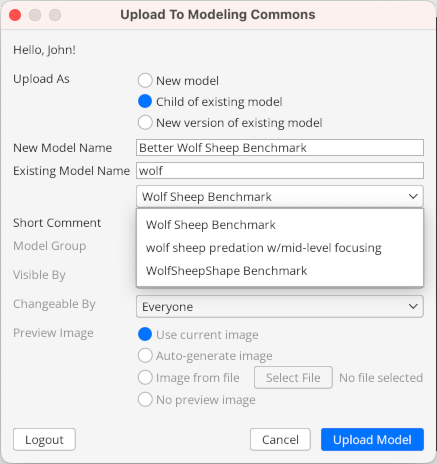 Upload To Modeling Commons
Hello, John!
Upload As
New model
Child of existing model
New version of existing model
New Model Name Better Wolf Sheep Benchmark
Existing Model Name wolf
Wolf Sheep Benchmark
Short Comment
Wolf Sheep Benchmark
Model Group
wolf sheep predation w/mid-level focusing
Visible By
WolfSheepShape Benchmark
Changeable By Everyone
Preview Image Use current image
Auto-generate image
Image from file Select File No file selected
No preview image
Logout Cancel Upload Model